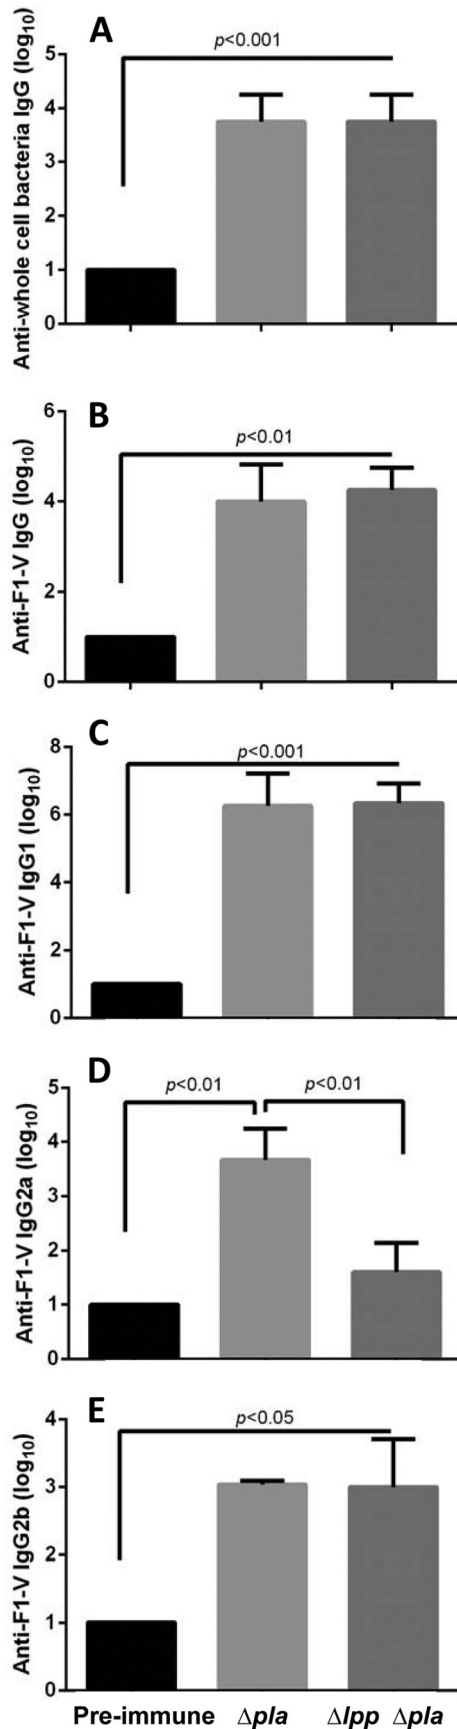 A
p<0.001
Anti-whole cell bacteria IgG (log10)
5
4
3
2
1
0
B
p<0.01
Anti-F1-V IgG (log10)
6
4
2
0
C
p<0.001
Anti-F1-V IgG1 (log10)
8
6
4
2
0
D
p<0.01 p<0.01
Anti-F1-V IgG2a (log10)
5
4
3
2
1
0
E
p<0.05
Anti-F1-V IgG2b (log10)
4
3
2
1
0
Pre-immune Δpla Δlpp Δpla